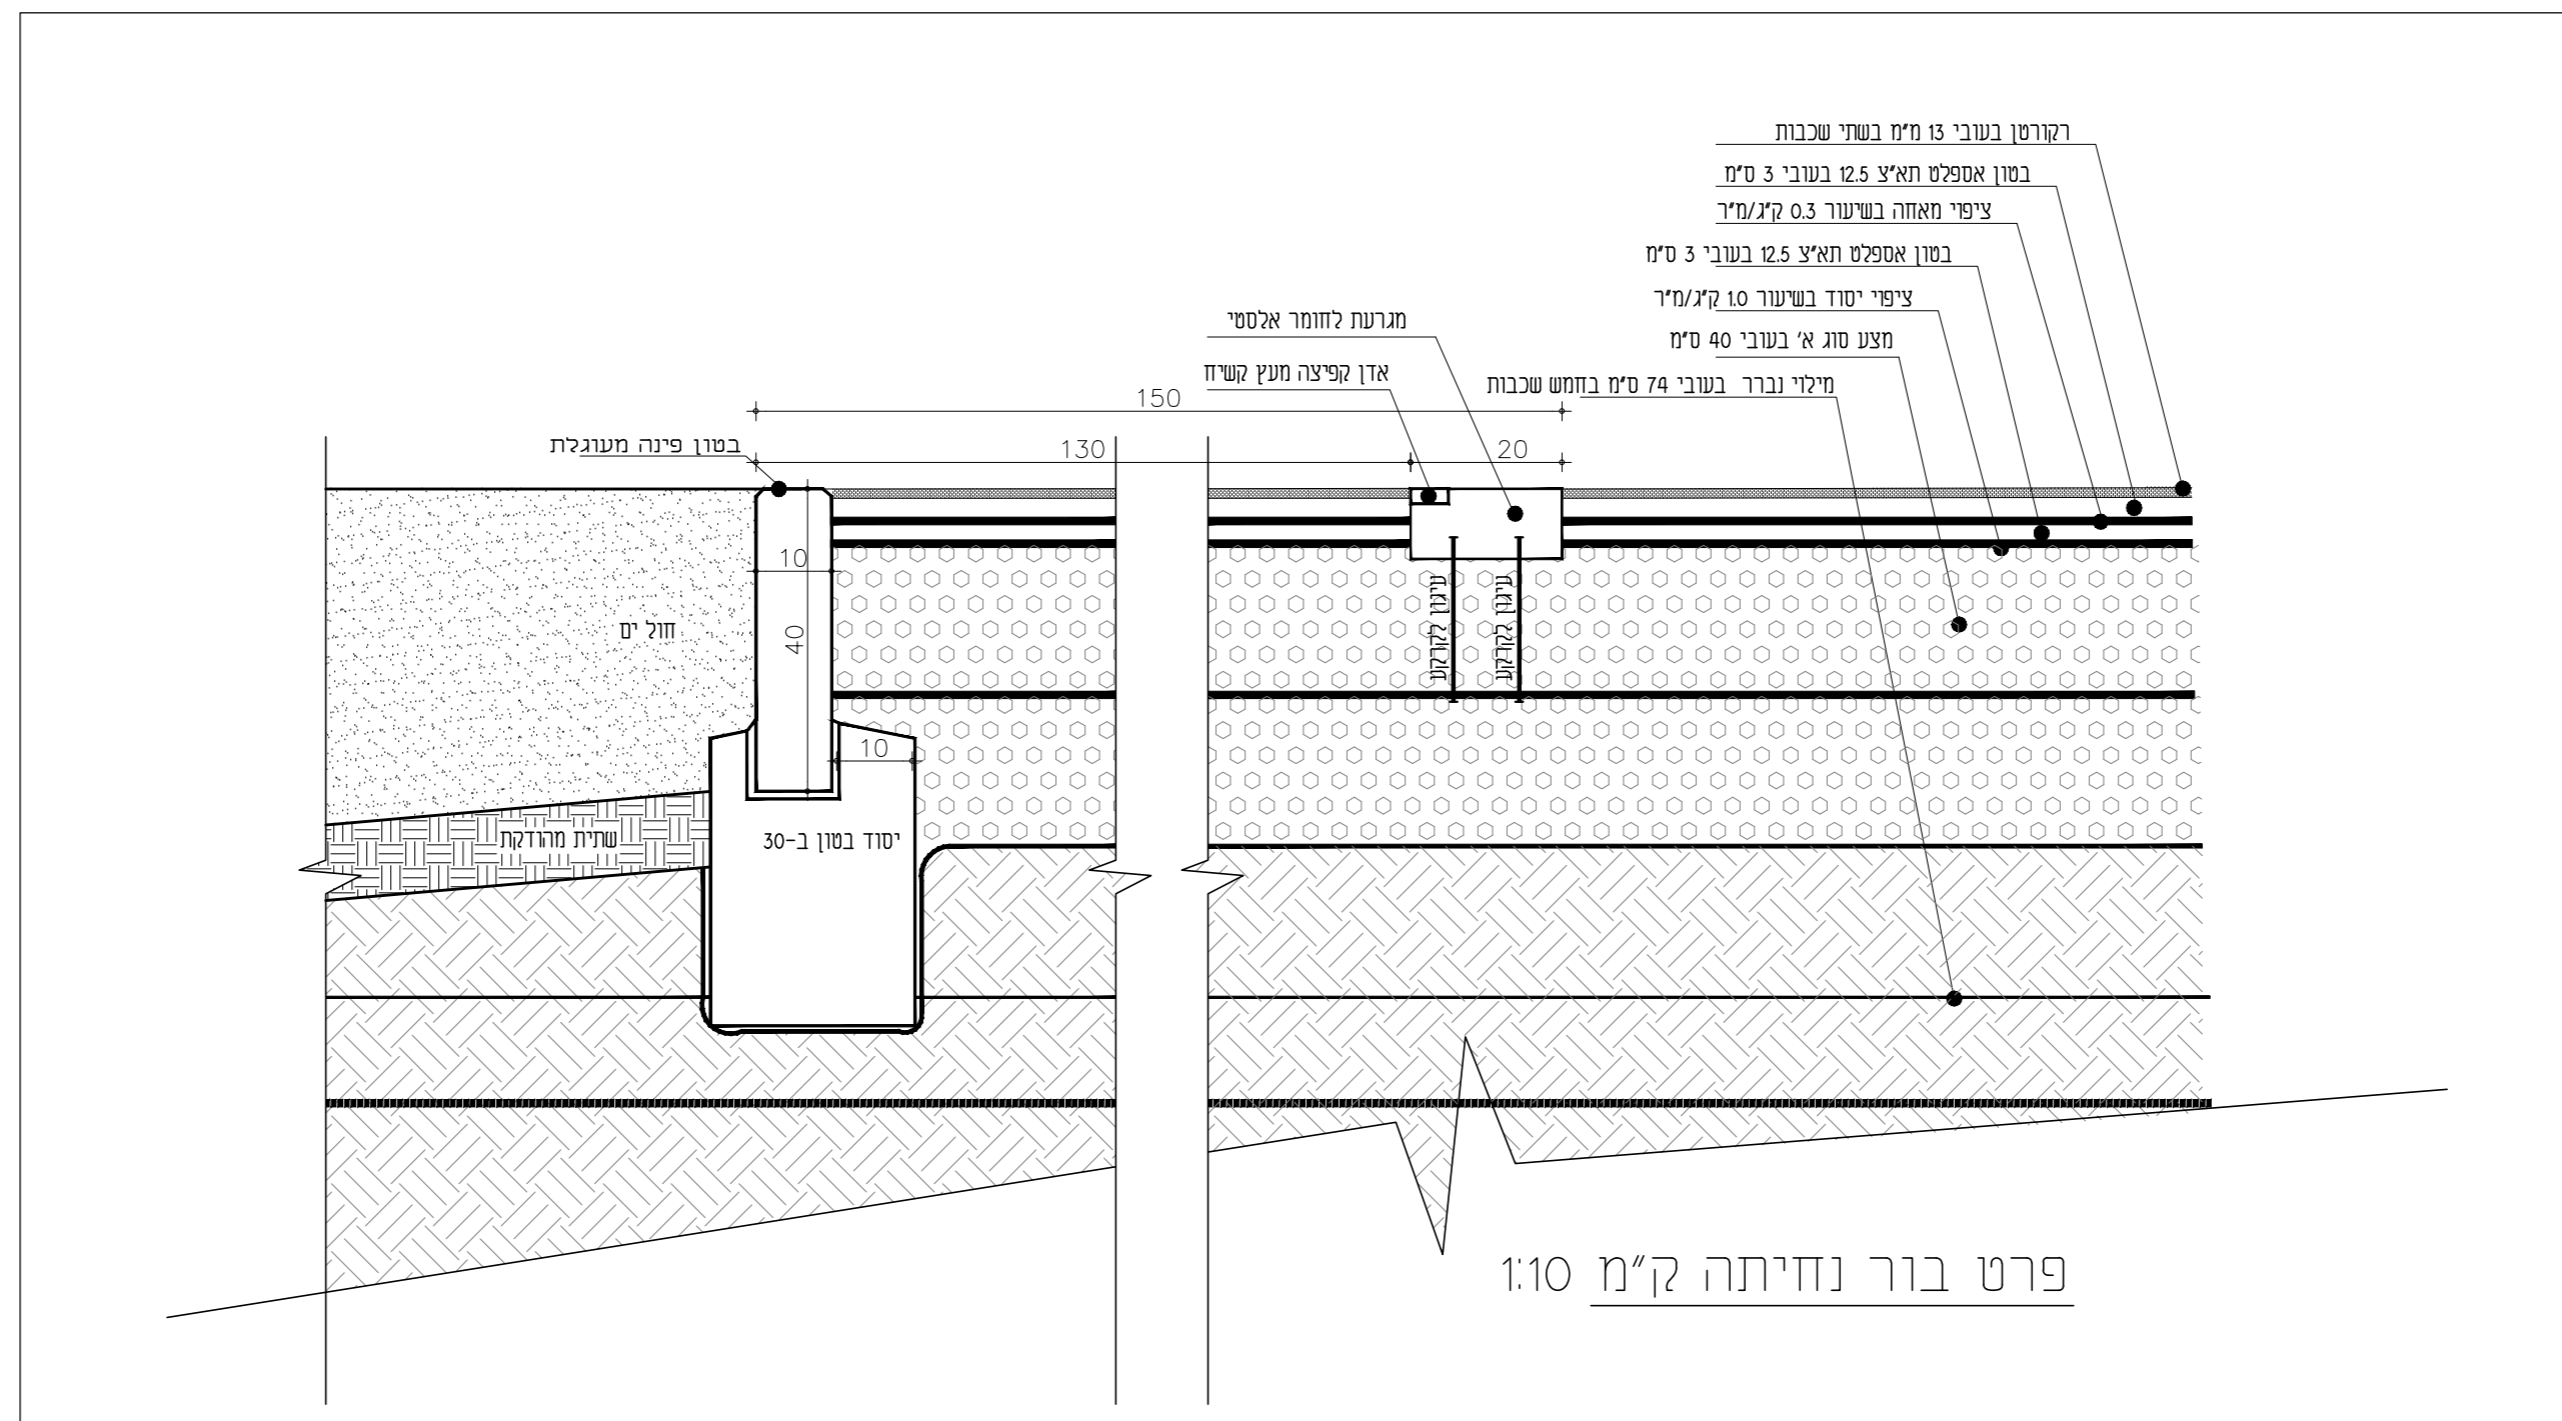 רקורטן בעובי 13 מ"מ בשתי שכבות
בטון אספלט תא"צ 12.5 בעובי 3 ס"מ
ציפוי מאחה בשיעור 0.3 ק"ג/מ"ר
בטון אספלט תא"צ 12.5 בעובי 3 ס"מ
ציפוי יסוד בשיעור 1.0 ק"ג/מ"ר
מצע סוג א' בעובי 40 ס"מ
מילוי נברר בעובי 74 ס"מ בחמש שכבות
מגרעת לחומר אלסטי
אדן קפיצה מעץ קשיח
150
בטון פינה מעוגלת
130
20
10
40
חול ים
עיגון לקרקע
עיגון לקרקע
10
שתית מהודקת
יסוד בטון ב-30
פרט בור נחיתה ק"מ 1:10